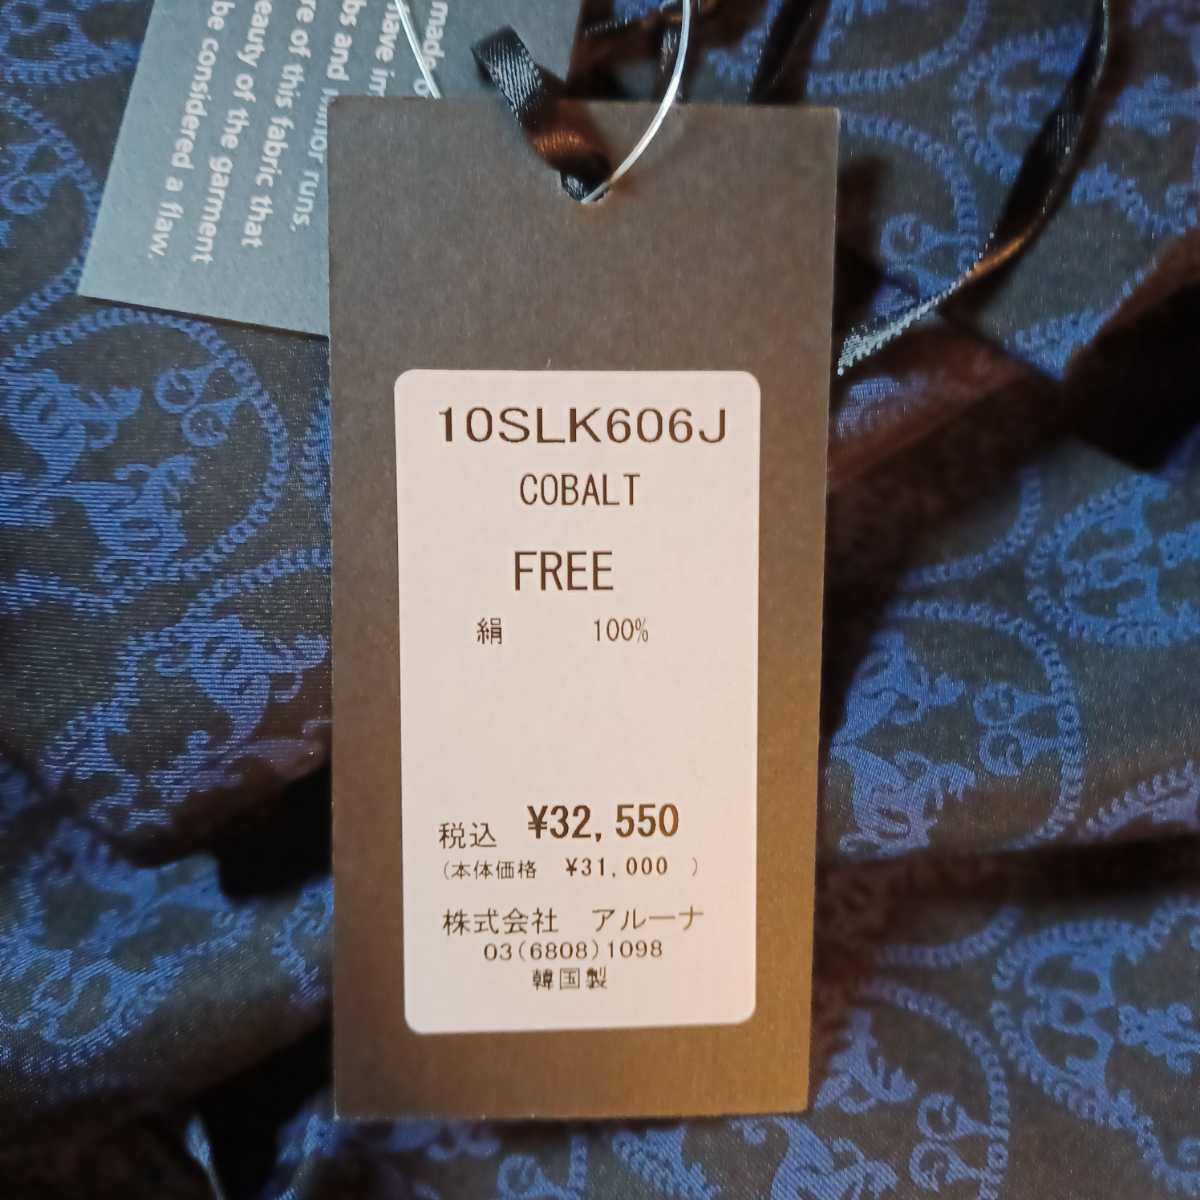 made
have
bs and minor runs.
re of this fabric that
eauty of the garment
be considered a flaw.
10SLK606J
COBALT
FREE
絹 100%
税込 ¥32,550
(本体価格 ¥31,000 )
株式会社 アルーナ
03(6808)1098
韓国製